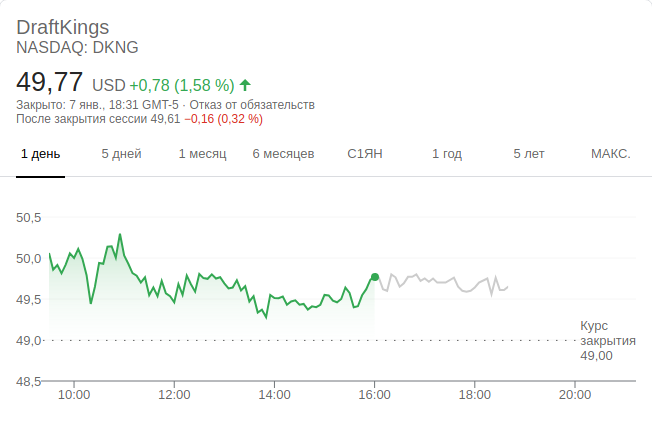 DraftKings
NASDAQ: DKNG
49,77 USD +0,78 (1,58 %)
Закрыто: 7 янв., 18:31 GMT-5 · Отказ от обязательств
После закрытия сессии 49,61 −0,16 (0,32 %)
1 день 5 дней 1 месяц 6 месяцев С1ЯН 1 год 5 лет МАКС.
50,5
50,0
49,5
49,0
Курс
закрытия
49,00
48,5
10:00 12:00 14:00 16:00 18:00 20:00